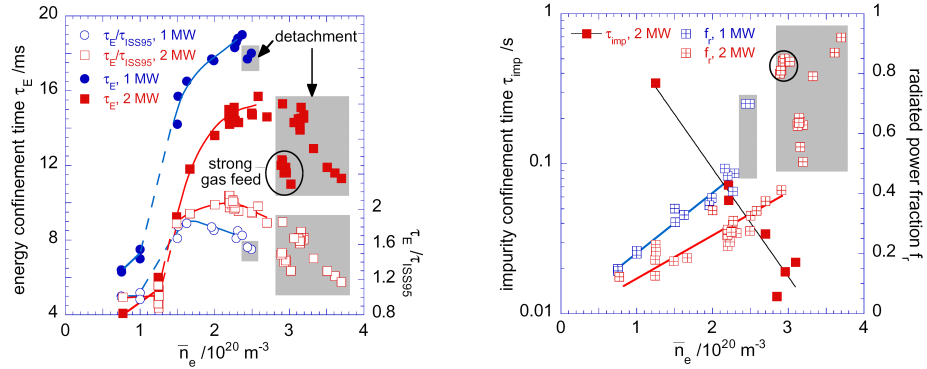 energy confinement time τE /ms
24
20
16
12
8
4
τE/τISS95, 1 MW
τE/τISS95, 2 MW
τE, 1 MW
τE, 2 MW
detachment
strong
gas feed
2
1.6
1.2
0.8
τE/τISS95
0 1 2 3 4
n̅e /10²⁰ m⁻³
impurity confinement time τimp /s
1
0.1
0.01
τimp, 2 MW
fr, 1 MW
fr, 2 MW
1
0.8
0.6
0.4
0.2
0
radiated power fraction fr
0 1 2 3 4
n̅e /10²⁰ m⁻³